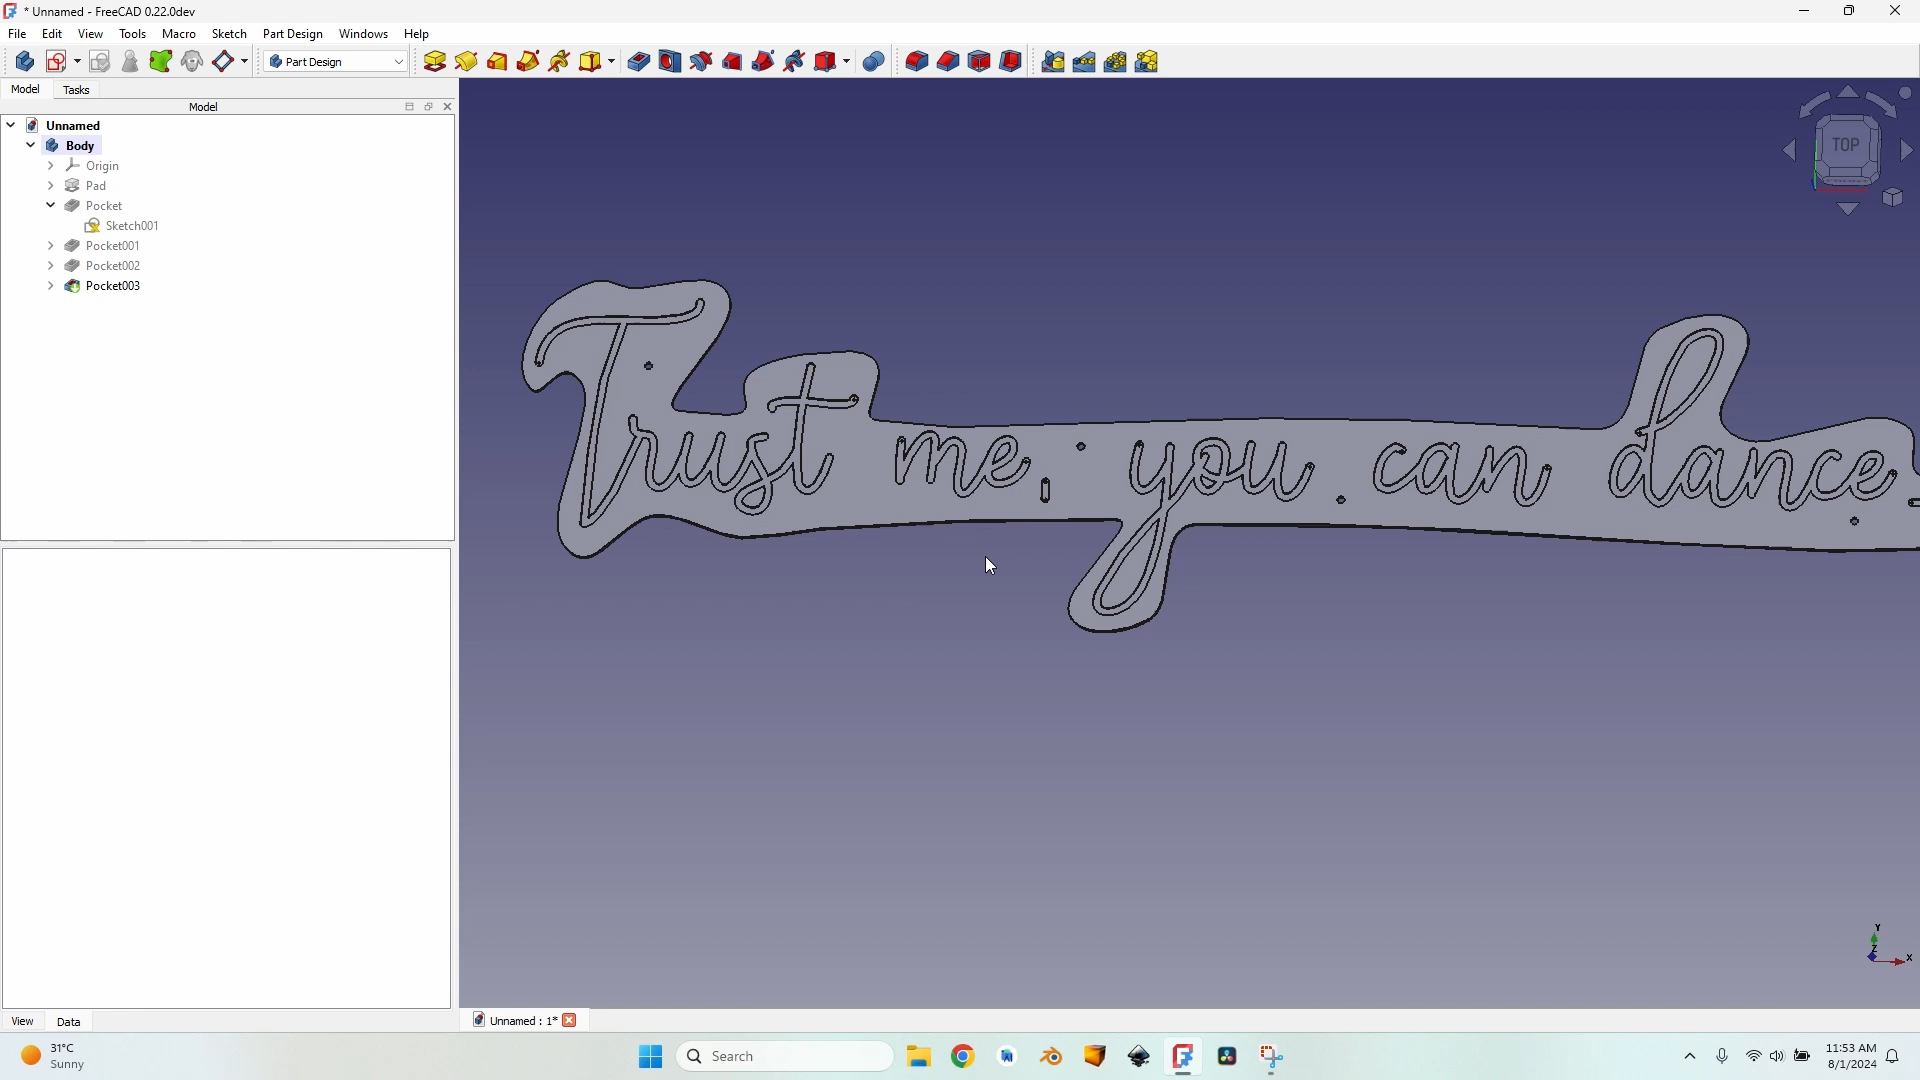 * Unnamed - FreeCAD 0.22.0dev
File Edit View Tools Macro Sketch Part Design Windows Help
Part Design
Model Tasks
Model
Unnamed
Body
Origin
Pad
Pocket
Sketch001
Pocket001
Pocket002
Pocket003
TOP
Trust me, you can dance
Y
Z
X
View Data
Unnamed : 1*
31°C
Sunny
Search
11:53 AM
8/1/2024